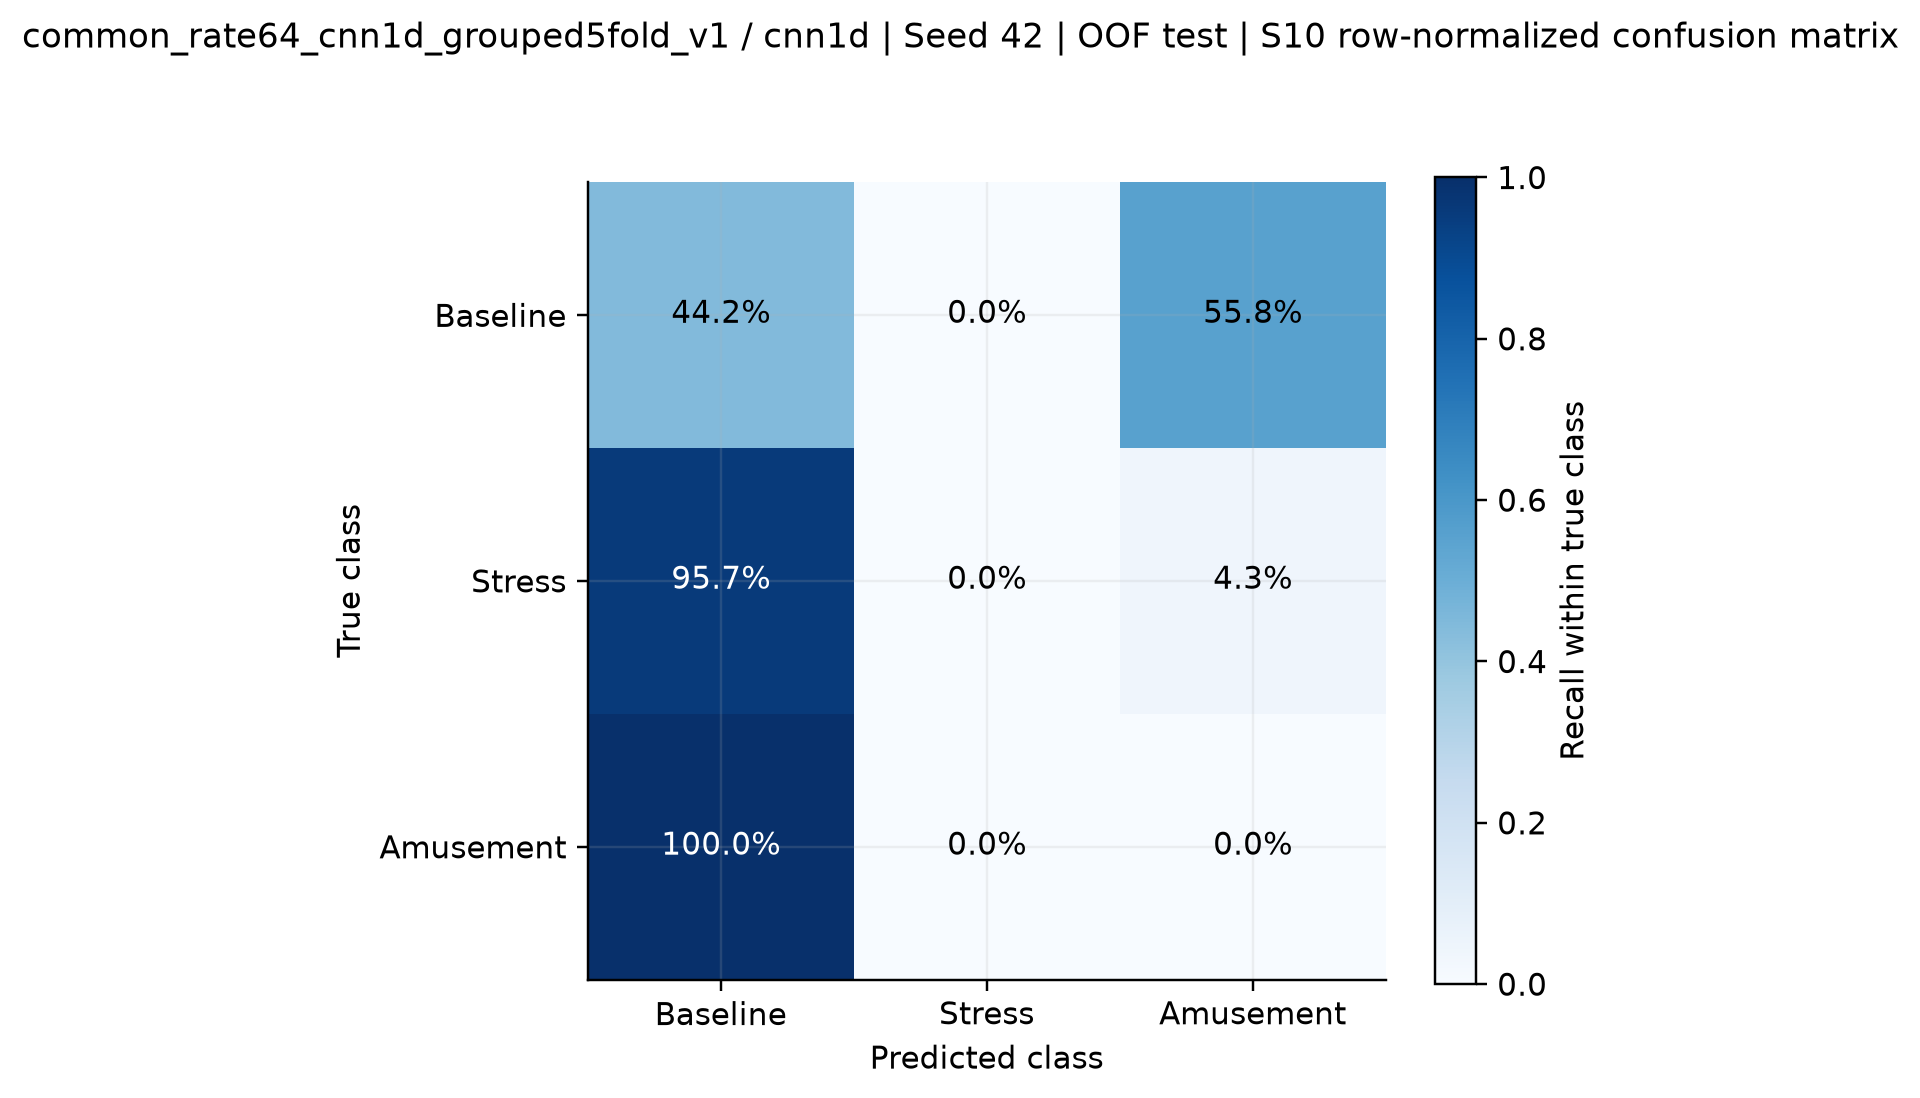 common_rate64_cnn1d_grouped5fold_v1 / cnn1d | Seed 42 | OOF test | S10 row-normalized confusion matrix
Baseline
44.2%
0.0%
55.8%
Stress
95.7%
0.0%
4.3%
Amusement
100.0%
0.0%
0.0%
Baseline
Stress
Amusement
Predicted class
True class
1.0
0.8
0.6
0.4
0.2
0.0
Recall within true class